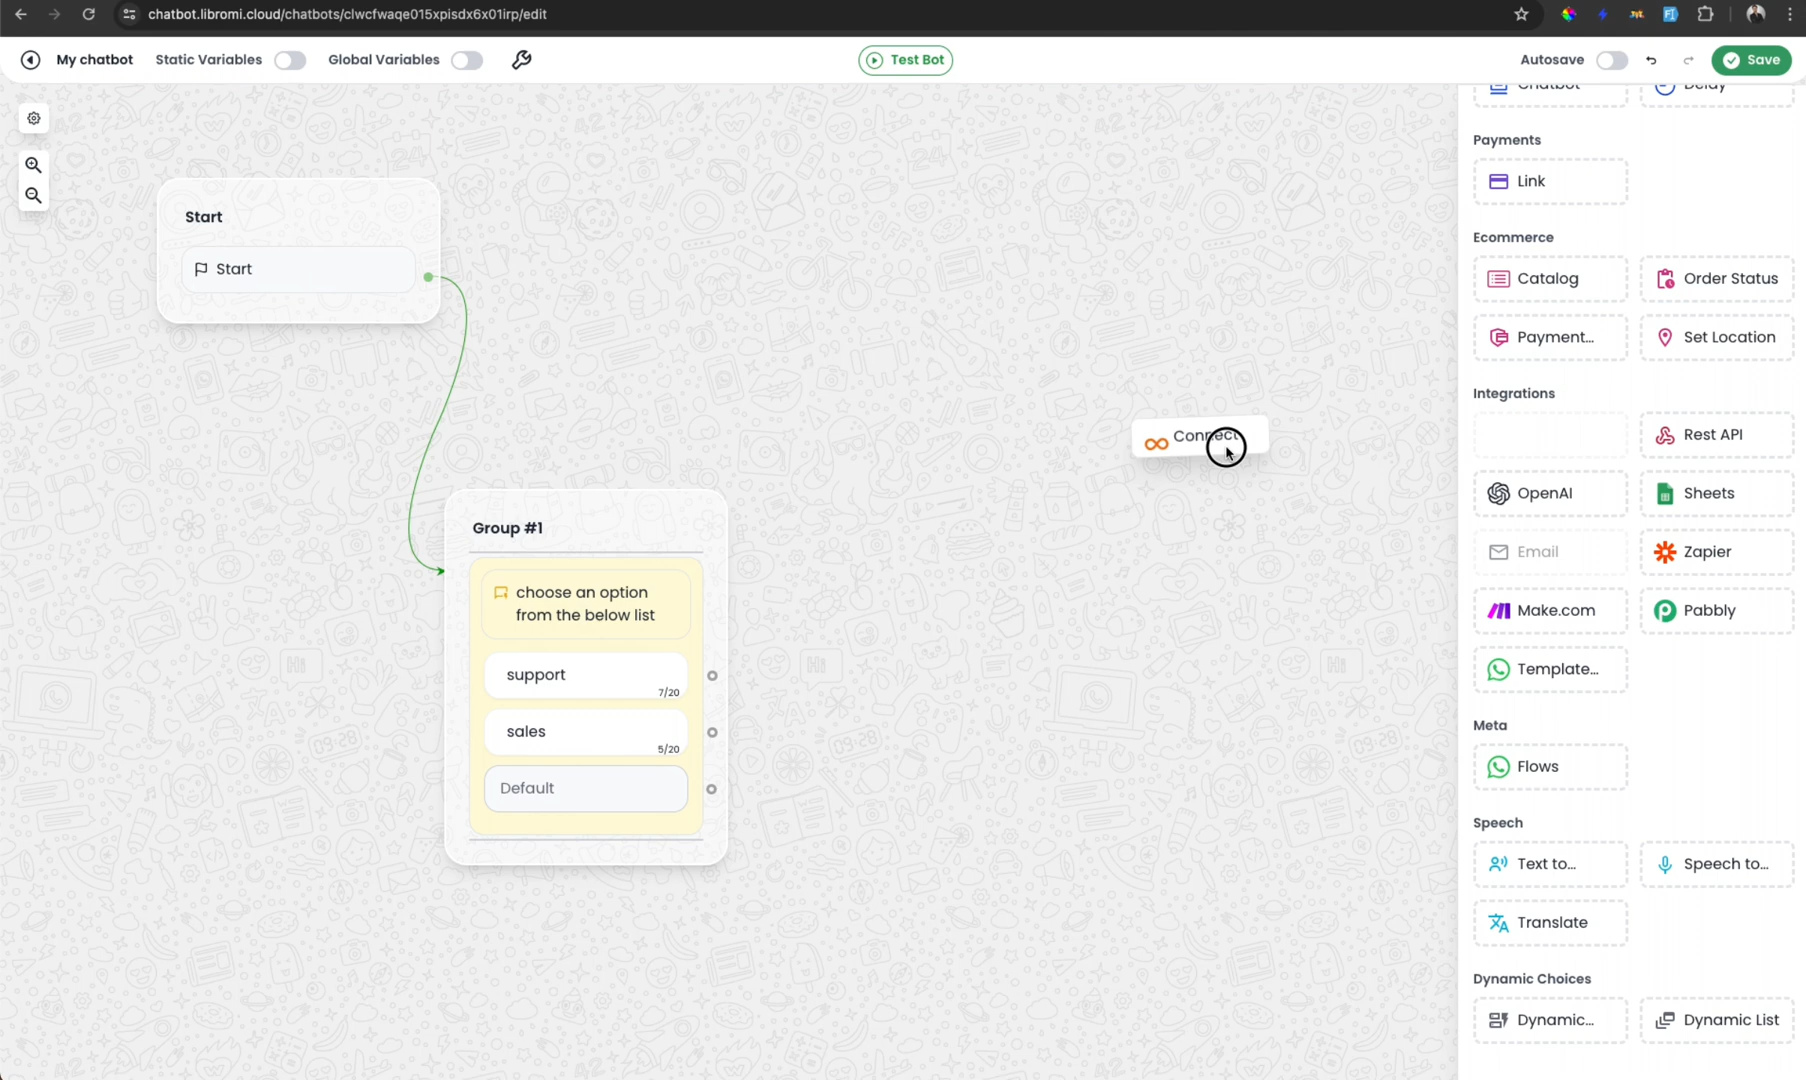 chatbot.libromi.cloud/chatbots/clwcfwaqe015xpisdx6x01irp/edit
My chatbot
Static Variables
Global Variables
Test Bot
Autosave
Save
Start
Start
Group #1
choose an option
from the below list
support
7/20
sales
5/20
Default
Connect
Chatbot
Delay
Payments
Link
Ecommerce
Catalog
Order Status
Payment...
Set Location
Integrations
Rest API
OpenAI
Sheets
Email
Zapier
Make.com
Pabbly
Template...
Meta
Flows
Speech
Text to...
Speech to...
Translate
Dynamic Choices
Dynamic...
Dynamic List